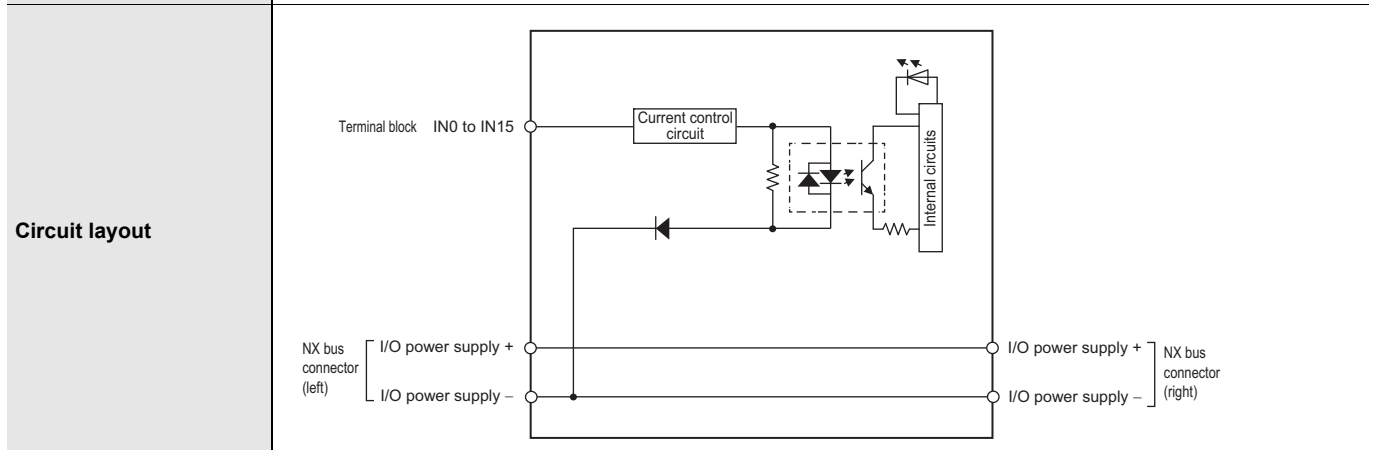 Circuit layout
Terminal block IN0 to IN15
Current control
circuit
Internal circuits
NX bus
connector
(left)
I/O power supply +
I/O power supply –
I/O power supply +
I/O power supply –
NX bus
connector
(right)